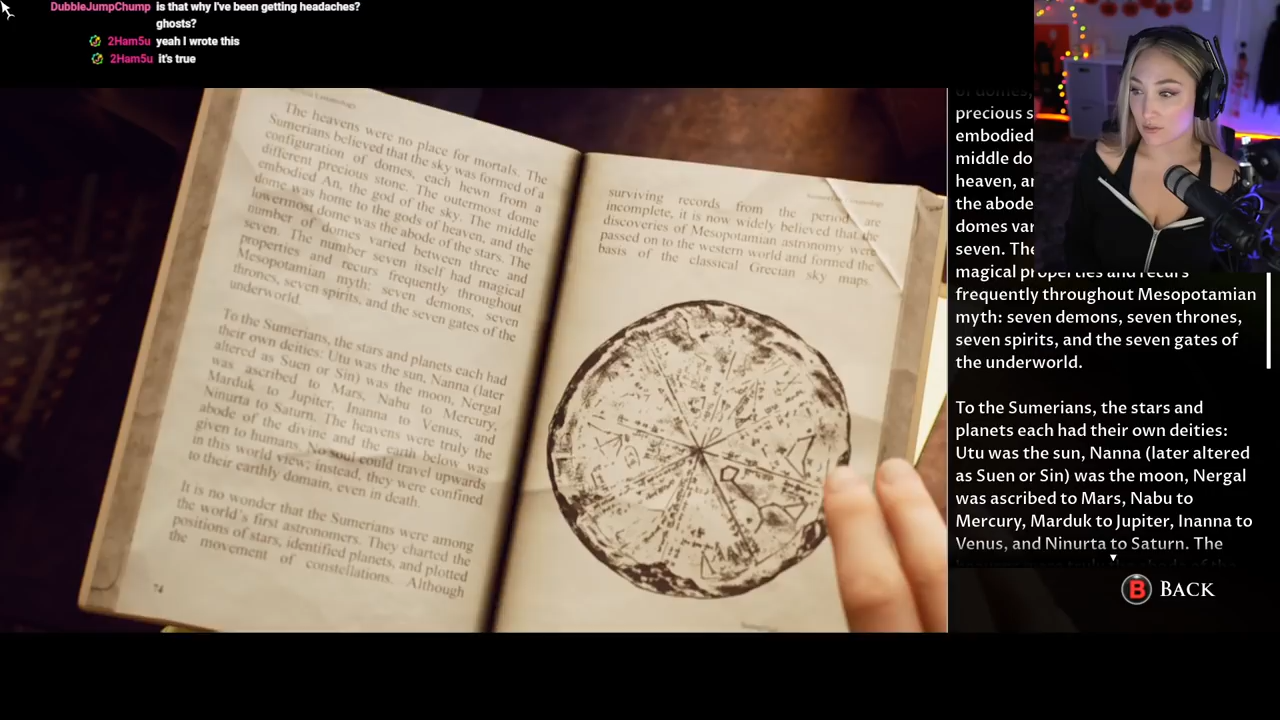 DubbleJumpChump is that why I've been getting headaches?
ghosts?
2Ham5u yeah I wrote this
2Ham5u it's true
The heavens were no place for mortals. The
Sumerians believed that the sky was formed of a
configuration of domes, each hewn from a
different precious stone. The outermost dome
embodied An, the god of the sky. The middle
dome was home to the gods of heaven, and the
lowermost dome was the abode of the stars. The
number of domes varied between three and
seven. The number seven itself had magical
properties and recurs frequently throughout
Mesopotamian myth: seven demons, seven
thrones, seven spirits, and the seven gates of the
underworld.
To the Sumerians, the stars and planets each had
their own deities: Utu was the sun, Nanna (later
altered as Suen or Sin) was the moon, Nergal
was ascribed to Mars, Nabu to Mercury,
Marduk to Jupiter, Inanna to Venus, and
Ninurta to Saturn. The heavens were truly the
abode of the divine and the earth below was
given to humans. No soul could travel upwards
in this world view; instead, they were confined
to their earthly domain, even in death.
It is no wonder that the Sumerians were among
the world's first astronomers. They charted the
positions of stars, identified planets, and plotted
the movement of constellations. Although
74
surviving records from the period are
incomplete, it is now widely believed that the
discoveries of Mesopotamian astronomy were
passed on to the western world and formed the
basis of the classical Grecian sky maps.
of domes,
precious s
embodied
middle do
heaven, an
the abode
domes var
seven. The
magical properties and recurs
frequently throughout Mesopotamian
myth: seven demons, seven thrones,
seven spirits, and the seven gates of
the underworld.
To the Sumerians, the stars and
planets each had their own deities:
Utu was the sun, Nanna (later altered
as Suen or Sin) was the moon, Nergal
was ascribed to Mars, Nabu to
Mercury, Marduk to Jupiter, Inanna to
Venus, and Ninurta to Saturn. The
B BACK